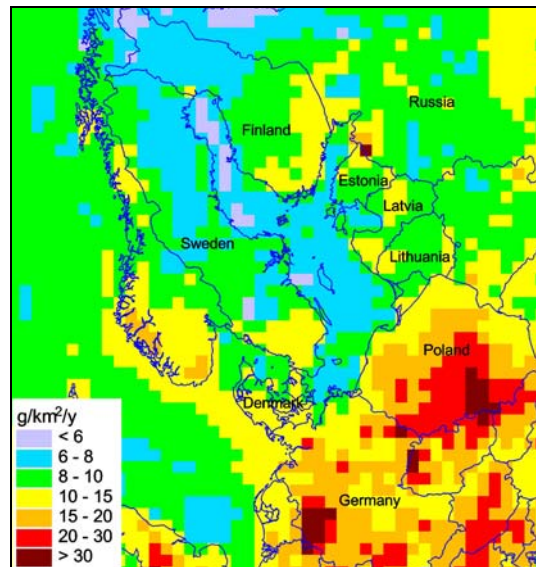 Russia
Finland
Estonia
Latvia
Sweden
Lithuania
Poland
Denmark
g/km²/y
< 6
6 - 8
8 - 10
10 - 15
15 - 20
20 - 30
> 30
Germany